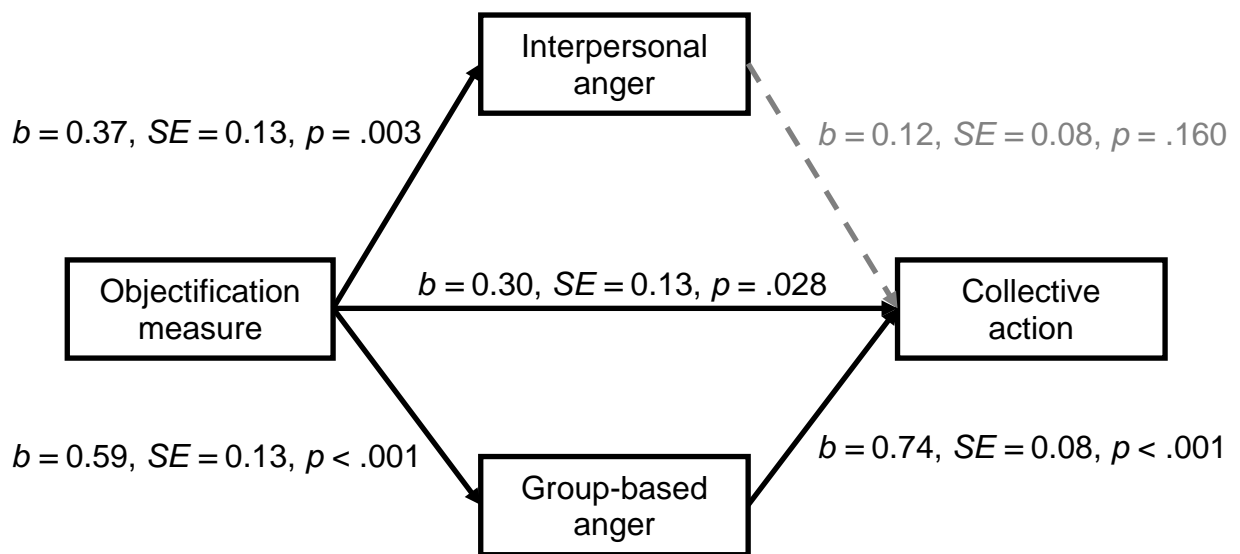 Interpersonal
anger
b = 0.37, SE = 0.13, p = .003
b = 0.12, SE = 0.08, p = .160
Objectification
measure
b = 0.30, SE = 0.13, p = .028
Collective
action
b = 0.59, SE = 0.13, p < .001
b = 0.74, SE = 0.08, p < .001
Group-based
anger